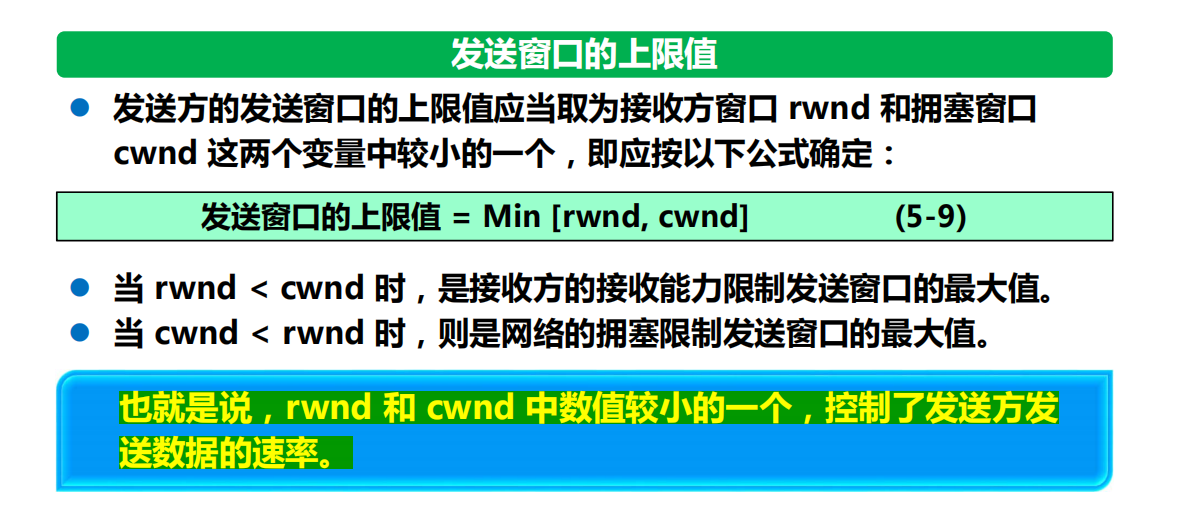 发送窗口的上限值
● 发送方的发送窗口的上限值应当取为接收方窗口 rwnd 和拥塞窗口
cwnd 这两个变量中较小的一个，即应按以下公式确定：
发送窗口的上限值 = Min [rwnd, cwnd] (5-9)
● 当 rwnd < cwnd 时，是接收方的接收能力限制发送窗口的最大值。
● 当 cwnd < rwnd 时，则是网络的拥塞限制发送窗口的最大值。
也就是说，rwnd 和 cwnd 中数值较小的一个，控制了发送方发
送数据的速率。